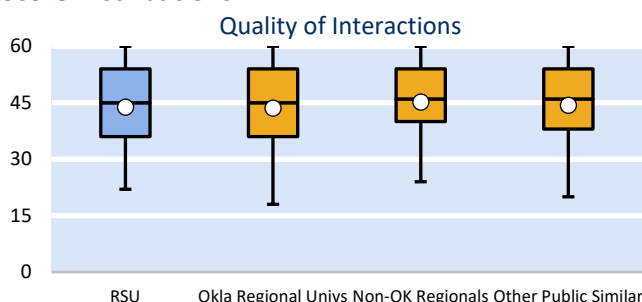 Quality of Interactions
60
45
30
15
0
RSU Okla Regional Univs Non-OK Regionals Other Public Similar